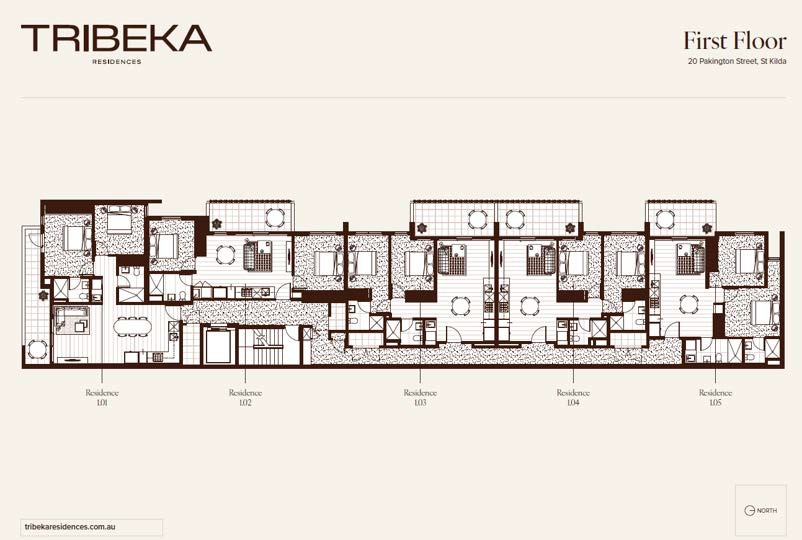 TRIBEKA
RESIDENCES
First Floor
20 Pakington Street, St Kilda
Residence
1.01
Residence
1.02
Residence
1.03
Residence
1.04
Residence
1.05
tribekaresidences.com.au
NORTH